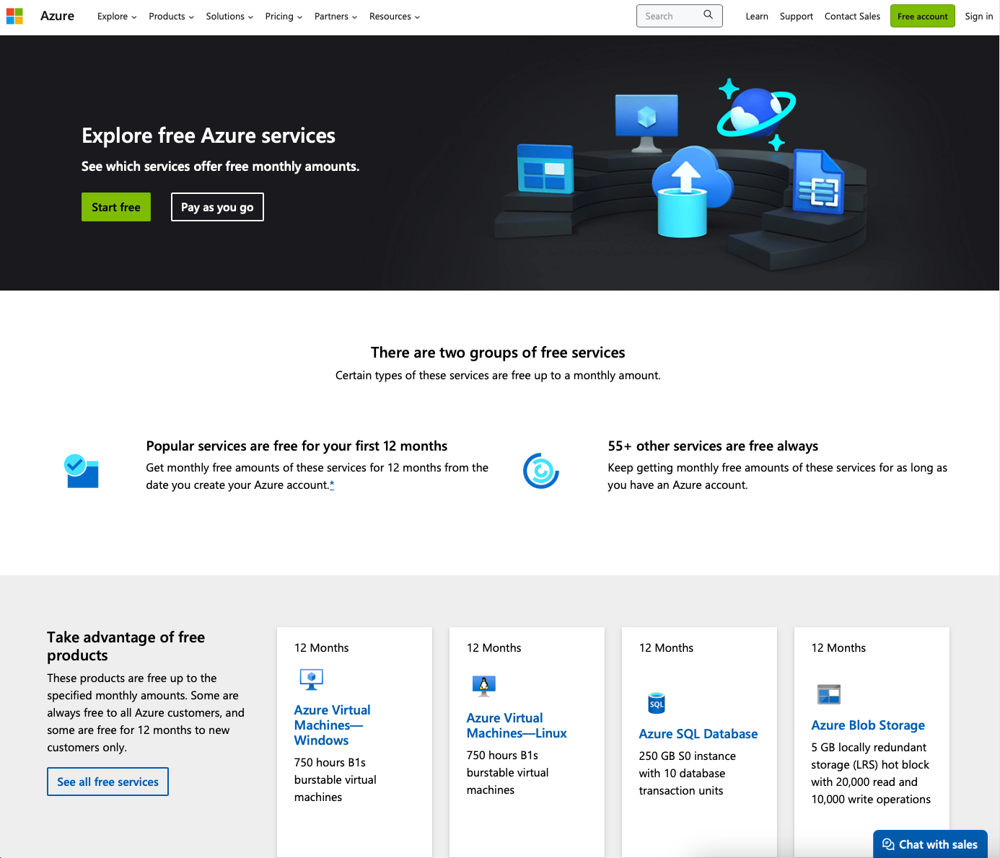 Azure
Explore
Products
Solutions
Pricing
Partners
Resources
Search
Learn
Support
Contact Sales
Free account
Sign in
Explore free Azure services
See which services offer free monthly amounts.
Start free
Pay as you go
There are two groups of free services
Certain types of these services are free up to a monthly amount.
Popular services are free for your first 12 months
Get monthly free amounts of these services for 12 months from the
date you create your Azure account.*
55+ other services are free always
Keep getting monthly free amounts of these services for as long as
you have an Azure account.
Take advantage of free
products
These products are free up to the
specified monthly amounts. Some are
always free to all Azure customers, and
some are free for 12 months to new
customers only.
See all free services
12 Months
Azure Virtual
Machines—
Windows
750 hours B1s
burstable virtual
machines
12 Months
Azure Virtual
Machines—Linux
750 hours B1s
burstable virtual
machines
12 Months
SQL
Azure SQL Database
250 GB S0 instance
with 10 database
transaction units
12 Months
Azure Blob Storage
5 GB locally redundant
storage (LRS) hot block
with 20,000 read and
10,000 write operations
Chat with sales